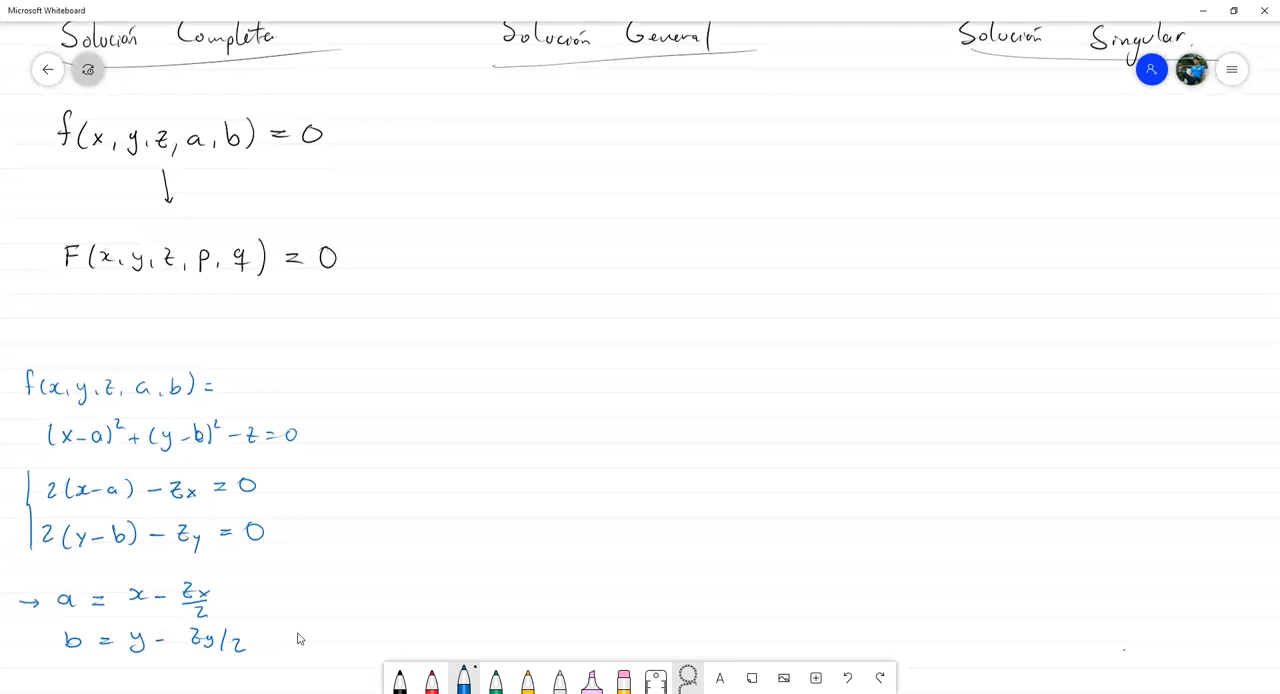 Microsoft Whiteboard
Solución Completa
Solución General
Solución Singular.
f(x, y, z, a, b) = 0
↓
F(x, y, z, p, q) = 0
f(x, y, z, a, b) =
(x-a)² + (y-b)² - z = 0
2(x-a) - zₓ = 0
2(y-b) - z_y = 0
→ a = x - zₓ/2
b = y - zy/2
A